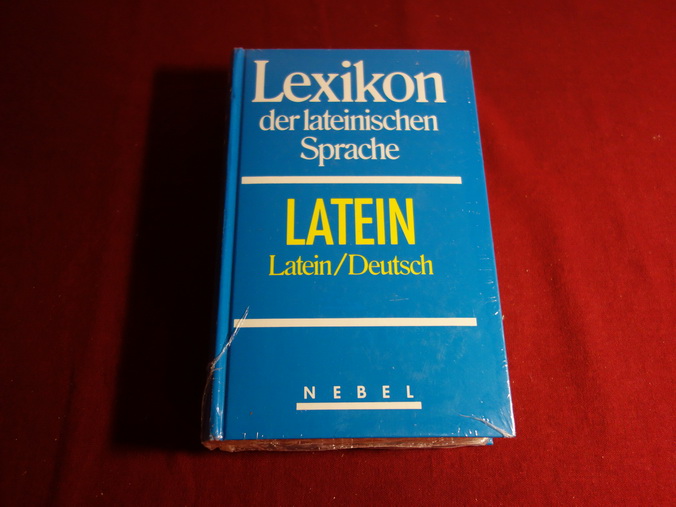 Lexikon
der lateinischen
Sprache
LATEIN
Latein/Deutsch
NEBEL